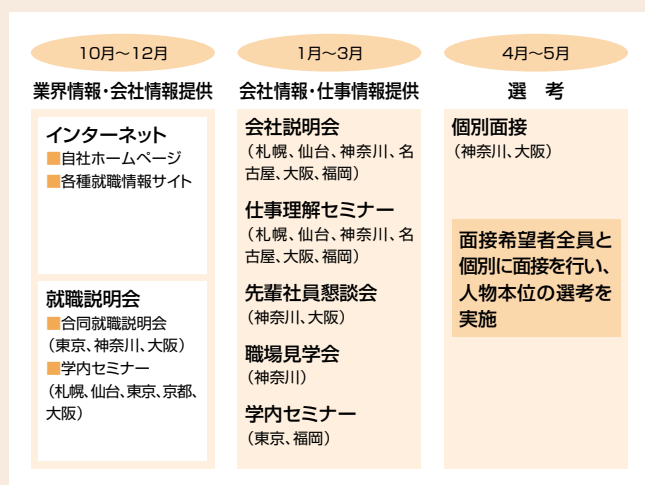 10月〜12月
業界情報・会社情報提供
インターネット
■自社ホームページ
■各種就職情報サイト
就職説明会
■合同就職説明会
（東京、神奈川、大阪）
■学内セミナー
（札幌、仙台、東京、京都、
大阪）
1月〜3月
会社情報・仕事情報提供
会社説明会
（札幌、仙台、神奈川、名
古屋、大阪、福岡）
仕事理解セミナー
（札幌、仙台、神奈川、名
古屋、大阪、福岡）
先輩社員懇談会
（神奈川、大阪）
職場見学会
（神奈川）
学内セミナー
（東京、福岡）
4月〜5月
選　考
個別面接
（神奈川、大阪）
面接希望者全員と
個別に面接を行い、
人物本位の選考を
実施